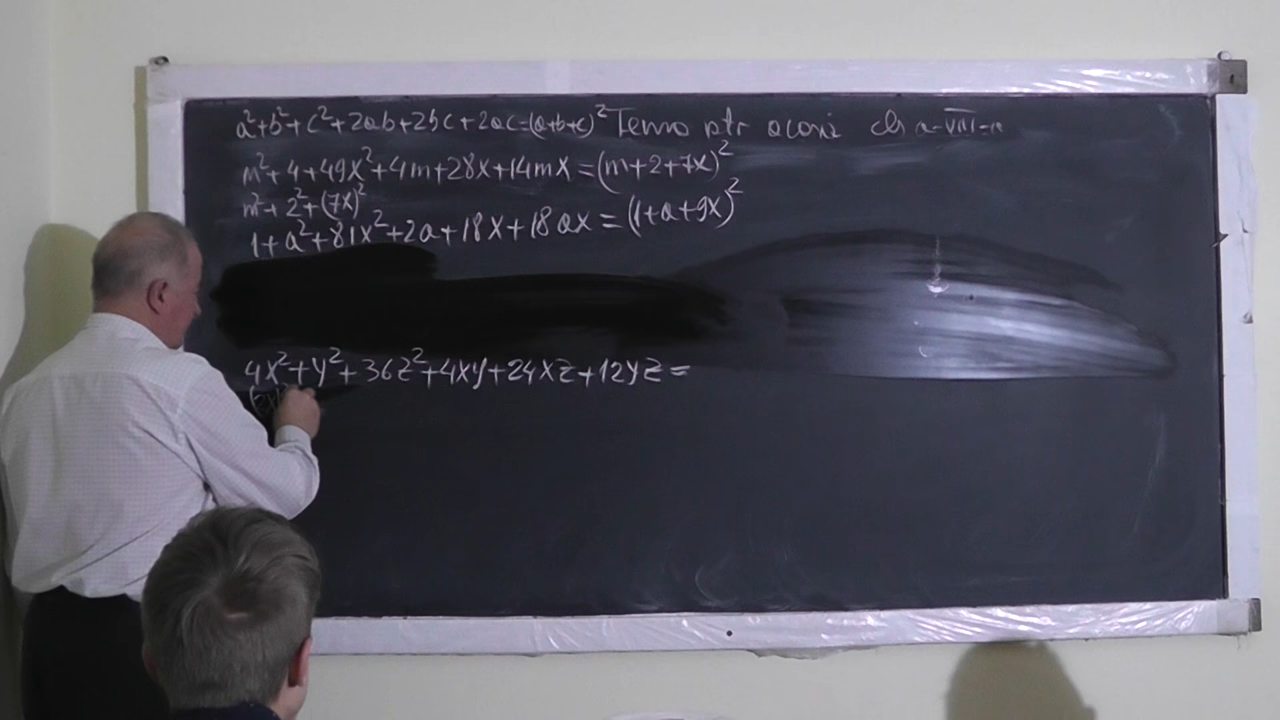 a²+b²+c²+2ab+2bc+2ac=(a+b+c)² Tema ptr acasă cls a-VIII-a
m²+4+49x²+4m+28x+14mx=(m+2+7x)²
m²+2²+(7x)²
1+a²+81x²+2a+18x+18ax=(1+a+9x)²
4x²+y²+36z²+4xy+24xz+12yz=